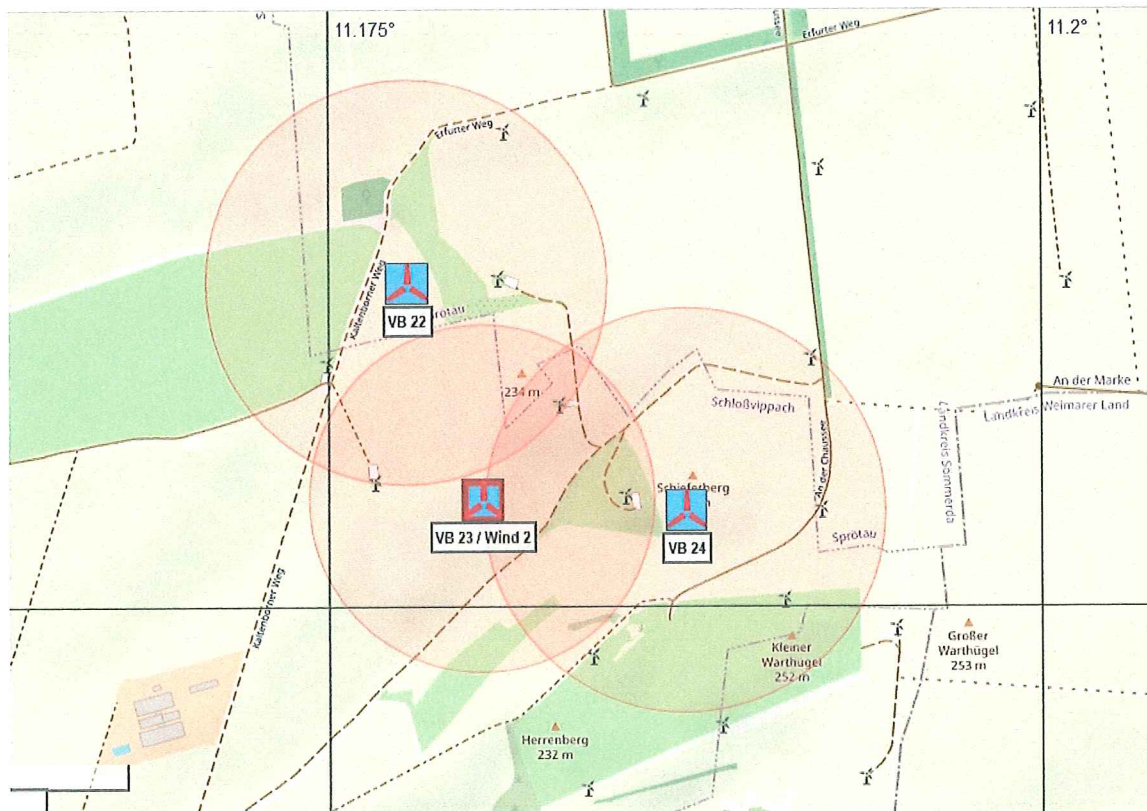 11.175°
11.2°
Erfurter Weg
Erfurter Weg
Kaltenborner Weg
VB 22
234 m
An der Marke
Landkreis Weimarer Land
Schloßvippach
Landkreis Sömmerda
An der Chaussee
Schieferberg
VB 23 / Wind 2
VB 24
Sprötau
Kaltenborner Weg
Kleiner
Warthügel
252 m
Großer
Warthügel
253 m
Herrenberg
232 m